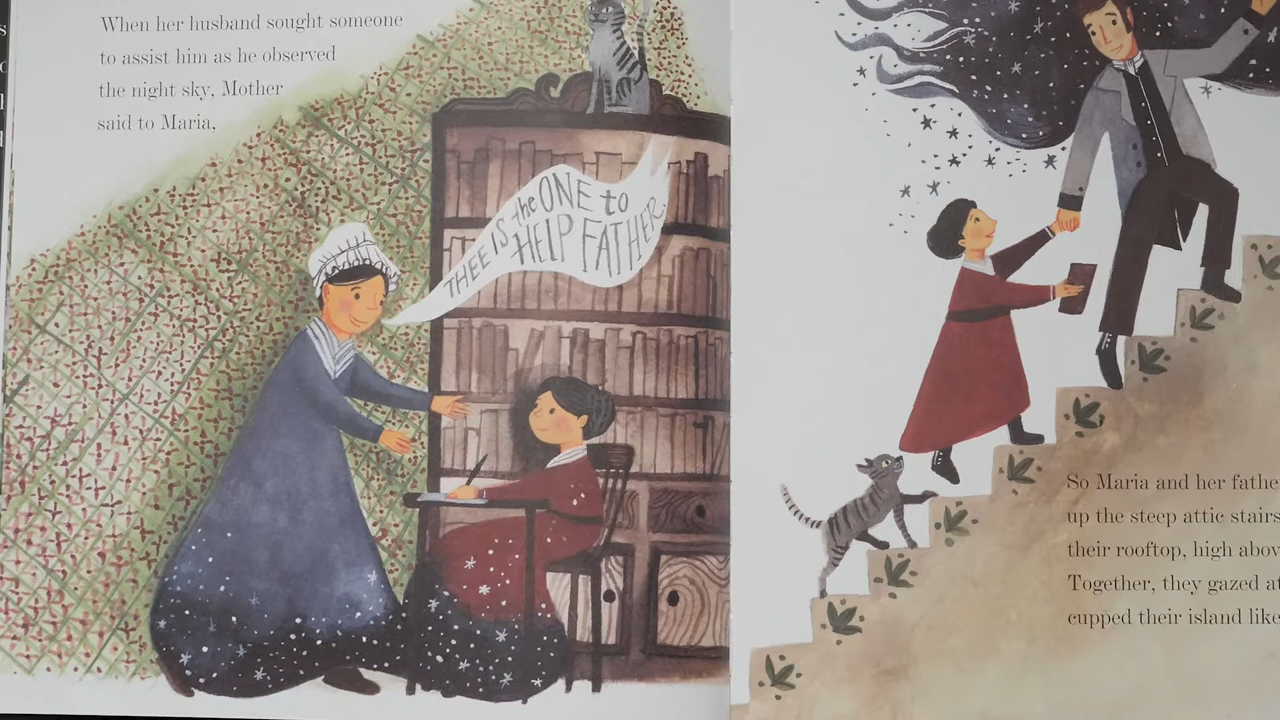 When her husband sought someone
to assist him as he observed
the night sky, Mother
said to Maria,
THEE IS the ONE to
HELP FATHER.
So Maria and her
up the steep attic stairs
their rooftop, high
Together, they gazed
cupped their island like